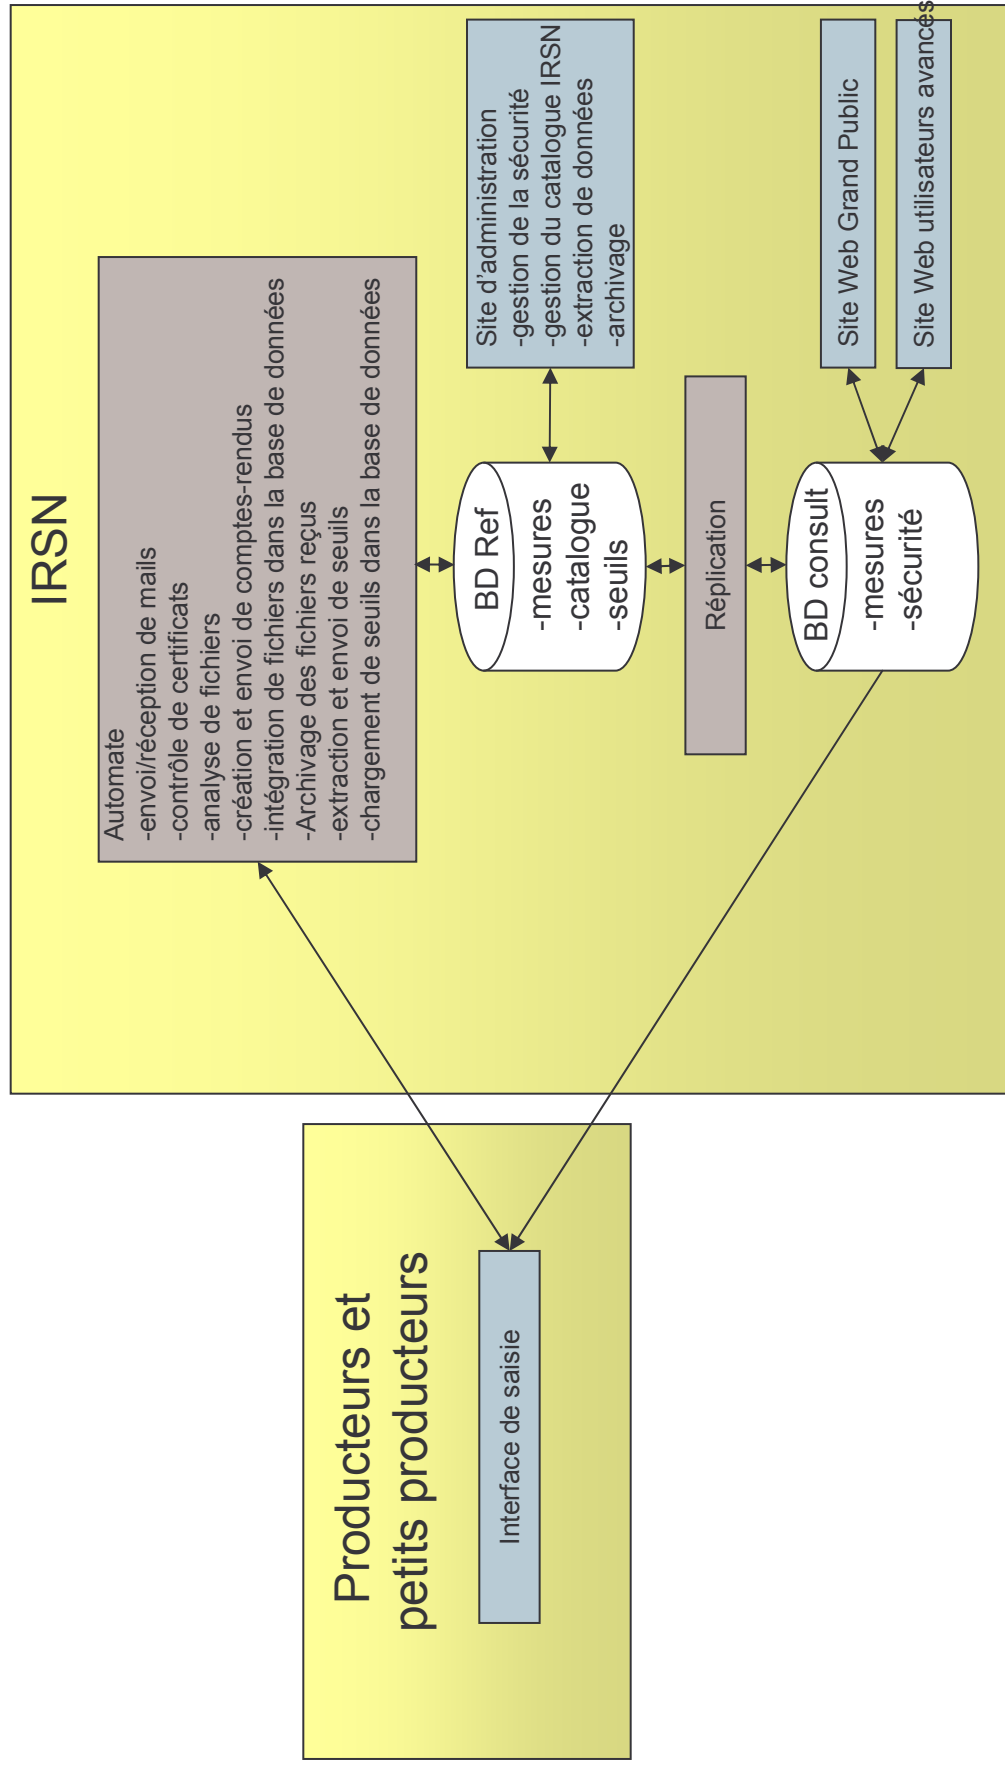 Producteurs et
petits producteurs
Interface de saisie
IRSN
Automate
-envoi/réception de mails
-contrôle de certificats
-analyse de fichiers
-création et envoi de comptes-rendus
-intégration de fichiers dans la base de données
-Archivage des fichiers reçus
-extraction et envoi de seuils
-chargement de seuils dans la base de données
BD Ref
-mesures
-catalogue
-seuils
Site d’administration
-gestion de la sécurité
-gestion du catalogue IRSN
-extraction de données
-archivage
Réplication
BD consult
-mesures
-sécurité
Site Web Grand Public
Site Web utilisateurs avancés